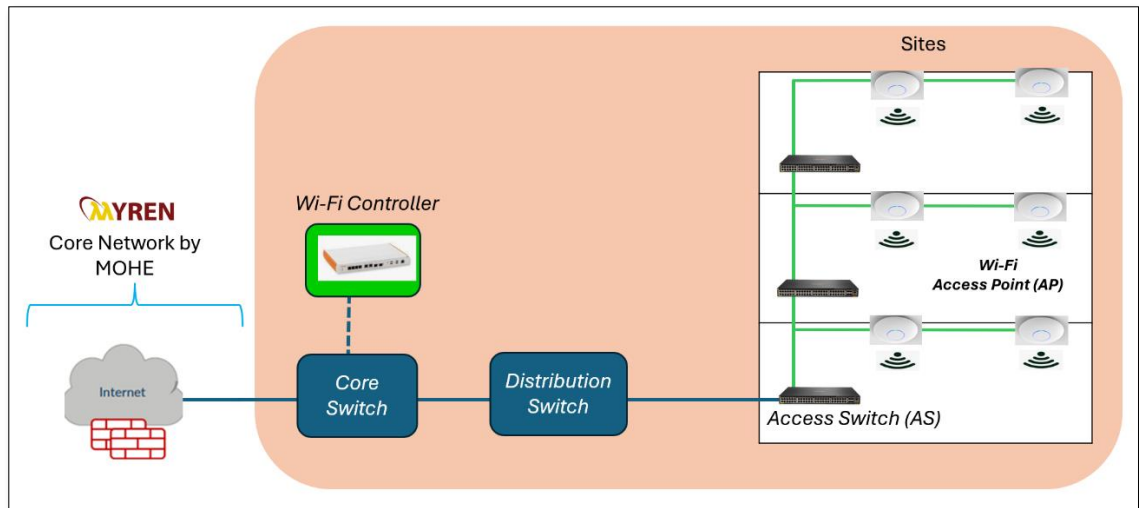 Sites
Wi-Fi Controller
MYREN
Core Network by
MOHE
Wi-Fi
Access Point (AP)
Internet
Core
Switch
Distribution
Switch
Access Switch (AS)